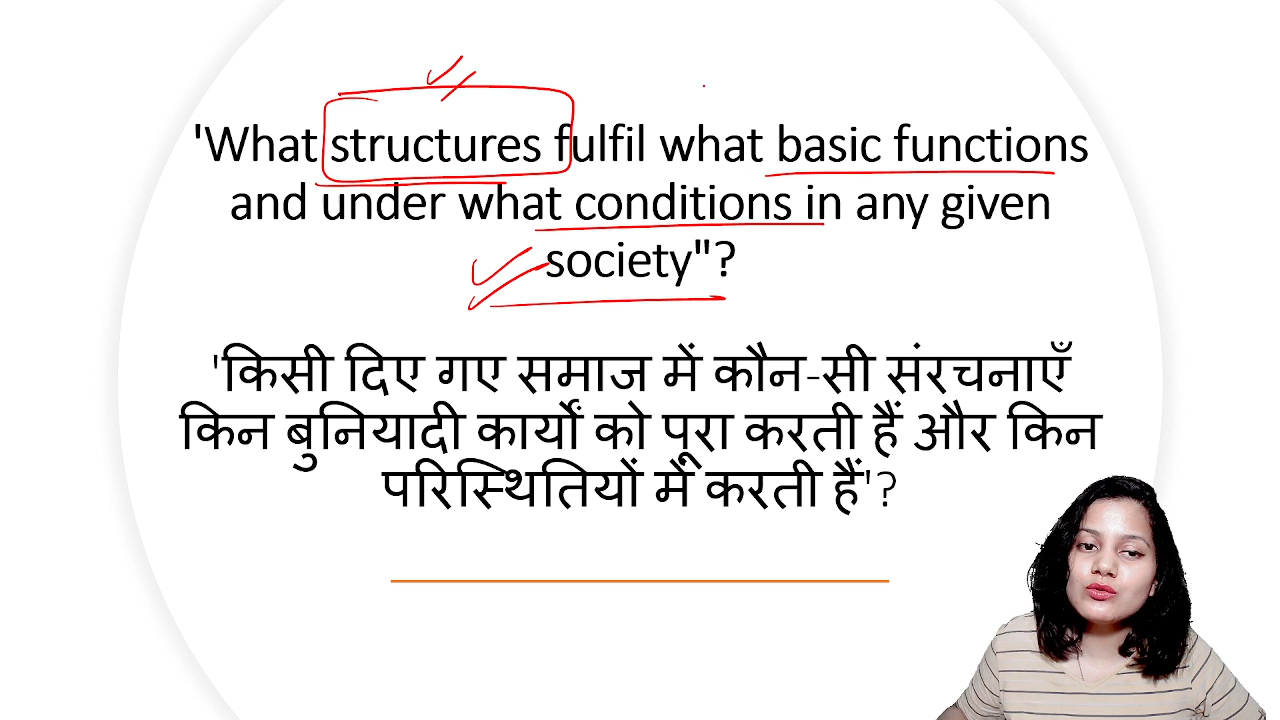 'What structures fulfil what basic functions
and under what conditions in any given
society"?
'किसी दिए गए समाज में कौन-सी संरचनाएँ
किन बुनियादी कार्यों को पूरा करती हैं और किन
परिस्थितियों में करती हैं'?